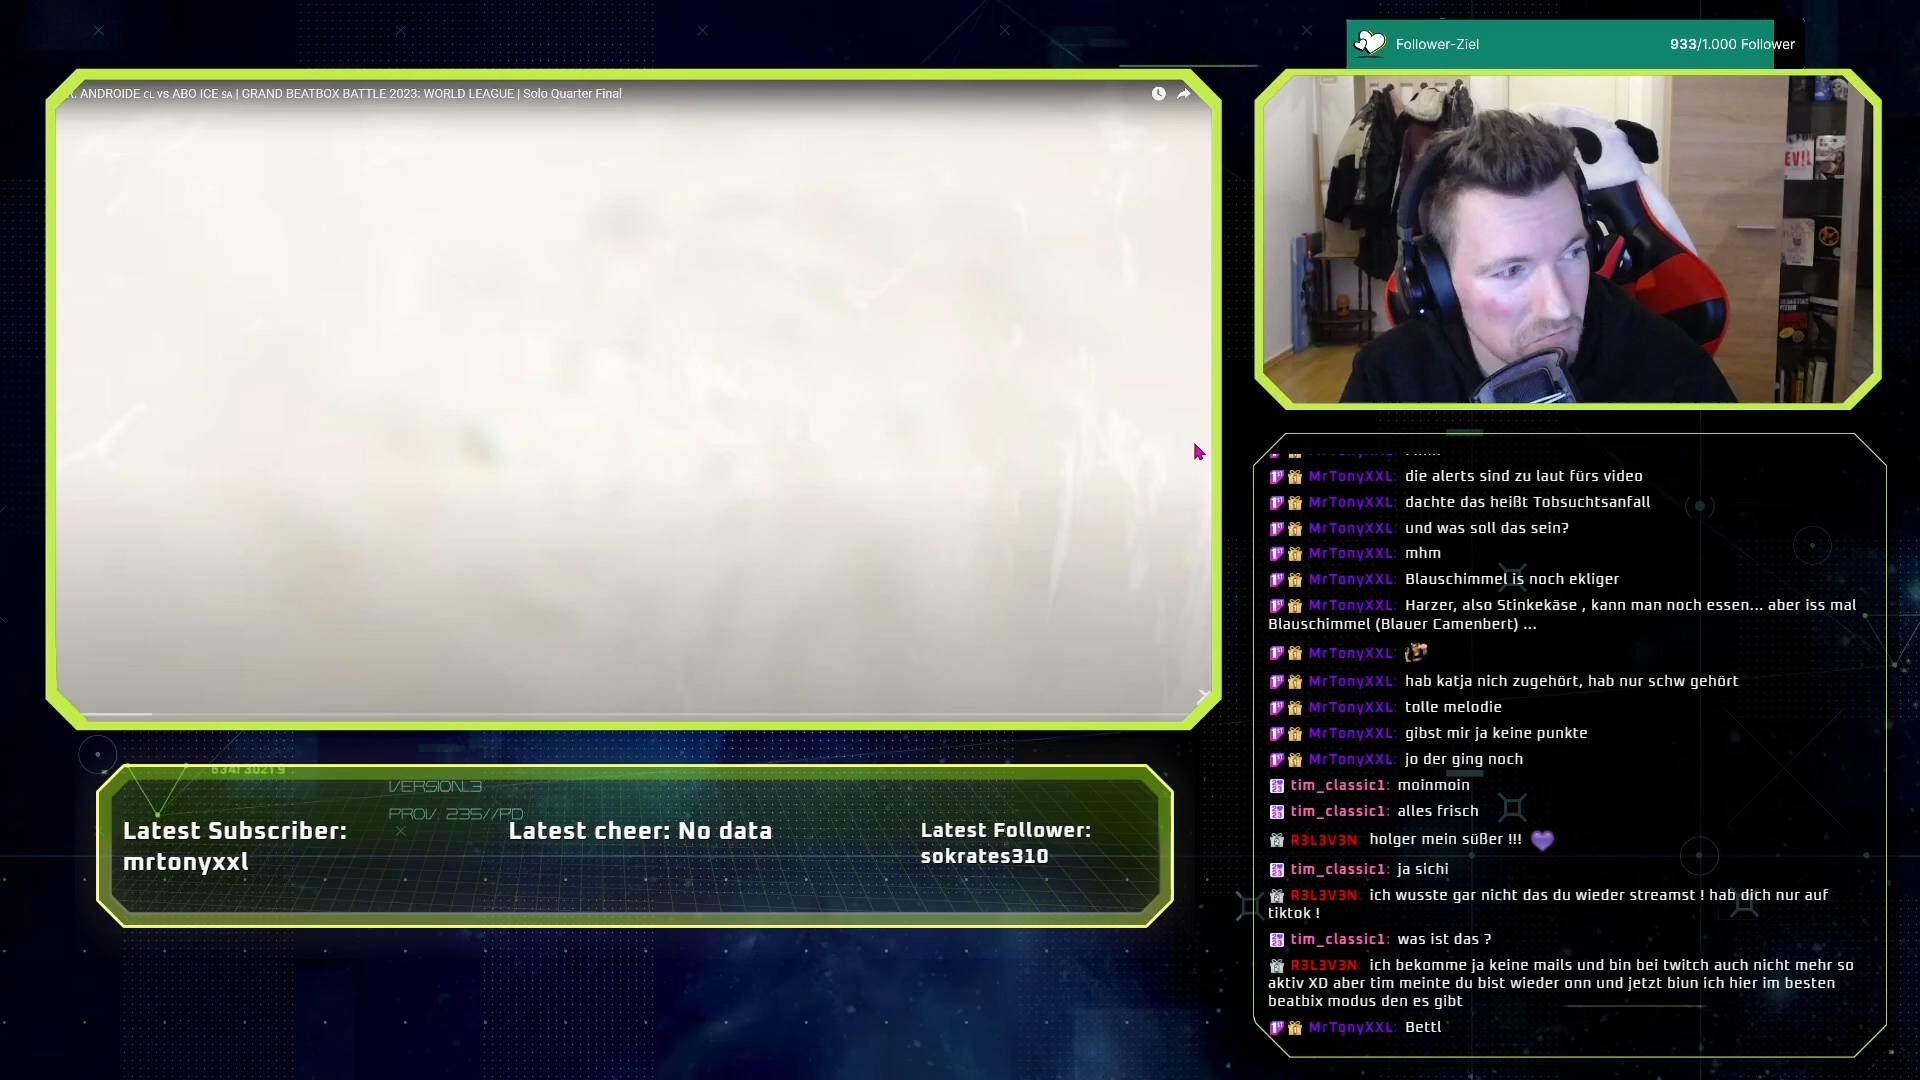 Follower-Ziel
933/1.000 Follower
ANDROIDE CL vs ABO ICE SA | GRAND BEATBOX BATTLE 2023: WORLD LEAGUE | Solo Quarter Final
EVIL
MrTonyXXL: die alerts sind zu laut fürs video
MrTonyXXL: dachte das heißt Tobsuchtsanfall
MrTonyXXL: und was soll das sein?
MrTonyXXL: mhm
MrTonyXXL: Blauschimmel is noch ekliger
MrTonyXXL: Harzer, also Stinkekäse , kann man noch essen... aber iss mal
Blauschimmel (Blauer Camenbert) ...
MrTonyXXL:
MrTonyXXL: hab katja nich zugehört, hab nur schw gehört
MrTonyXXL: tolle melodie
MrTonyXXL: gibst mir ja keine punkte
MrTonyXXL: jo der ging noch
tim_classic1: moinmoin
tim_classic1: alles frisch
R3L3V3N: holger mein süßer !!!
tim_classic1: ja sichi
R3L3V3N: ich wusste gar nicht das du wieder streamst ! hab dich nur auf
tiktok !
tim_classic1: was ist das ?
R3L3V3N: ich bekomme ja keine mails und bin bei twitch auch nicht mehr so
aktiv XD aber tim meinte du bist wieder onn und jetzt biun ich hier im besten
beatbix modus den es gibt
MrTonyXXL: Bettl
VERSION_3
PROV. 235//PD
Latest Subscriber:
mrtonyxxl
Latest cheer: No data
Latest Follower:
sokrates310